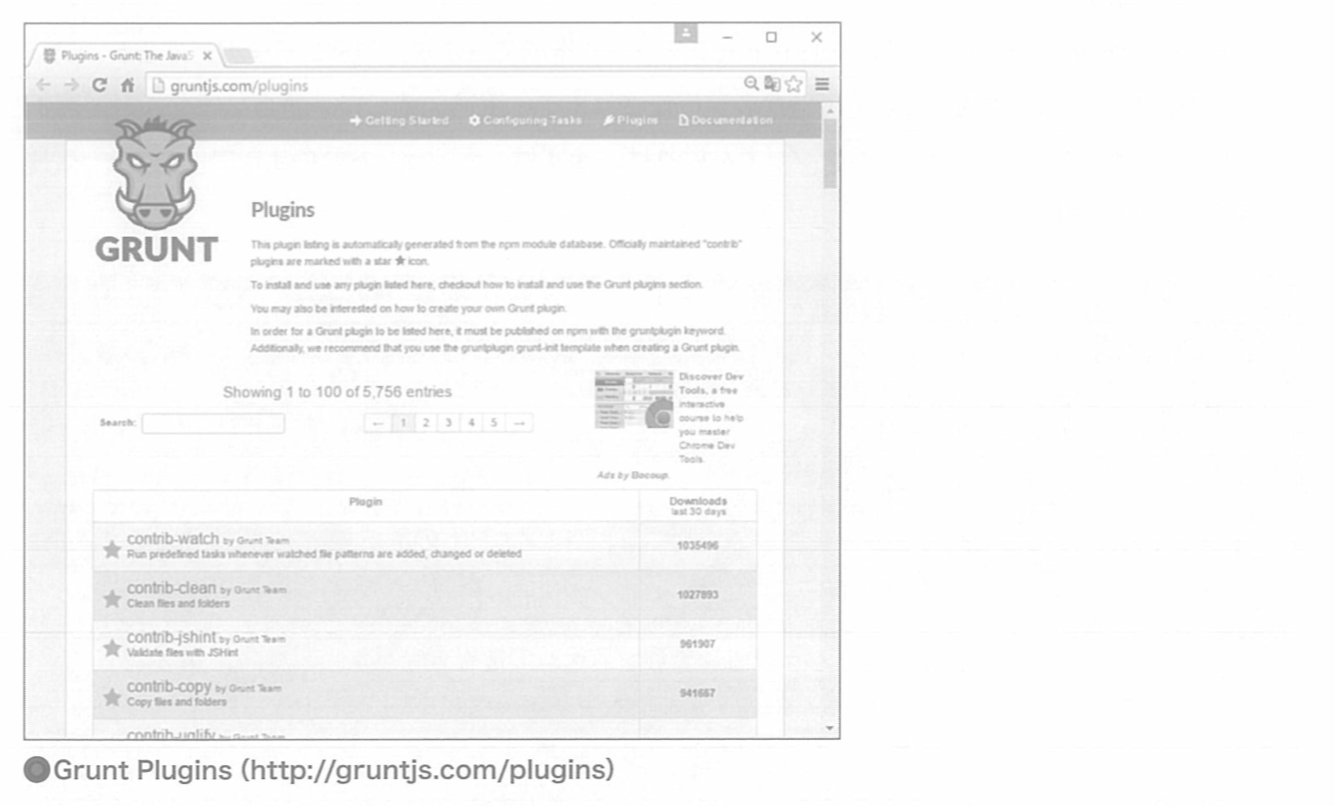 Plugins - Grunt: The JavaS
gruntjs.com/plugins
Getting Started Configuring Tasks Plugins Documentation
GRUNT
Plugins
This plugin listing is automatically generated from the npm module database. Officially maintained "contrib"
plugins are marked with a star ★ icon.
To install and use any plugin listed here, checkout how to install and use the Grunt plugins section.
You may also be interested on how to create your own Grunt plugin.
In order for a Grunt plugin to be listed here, it must be published on npm with the gruntplugin keyword.
Additionally, we recommend that you use the gruntplugin grunt-init template when creating a Grunt plugin.
Showing 1 to 100 of 5,756 entries
Search:
← 1 2 3 4 5 →
Discover Dev
Tools, a free
interactive
course to help
you master
Chrome Dev
Tools.
Ads by Bocoup.
Plugin
Downloads
last 30 days
contrib-watch by Grunt Team
Run predefined tasks whenever watched file patterns are added, changed or deleted
1035496
contrib-clean by Grunt Team
Clean files and folders
1027893
contrib-jshint by Grunt Team
Validate files with JSHint
961907
contrib-copy by Grunt Team
Copy files and folders
941667
contrib-uglify by Grunt Team
Grunt Plugins (http://gruntjs.com/plugins)